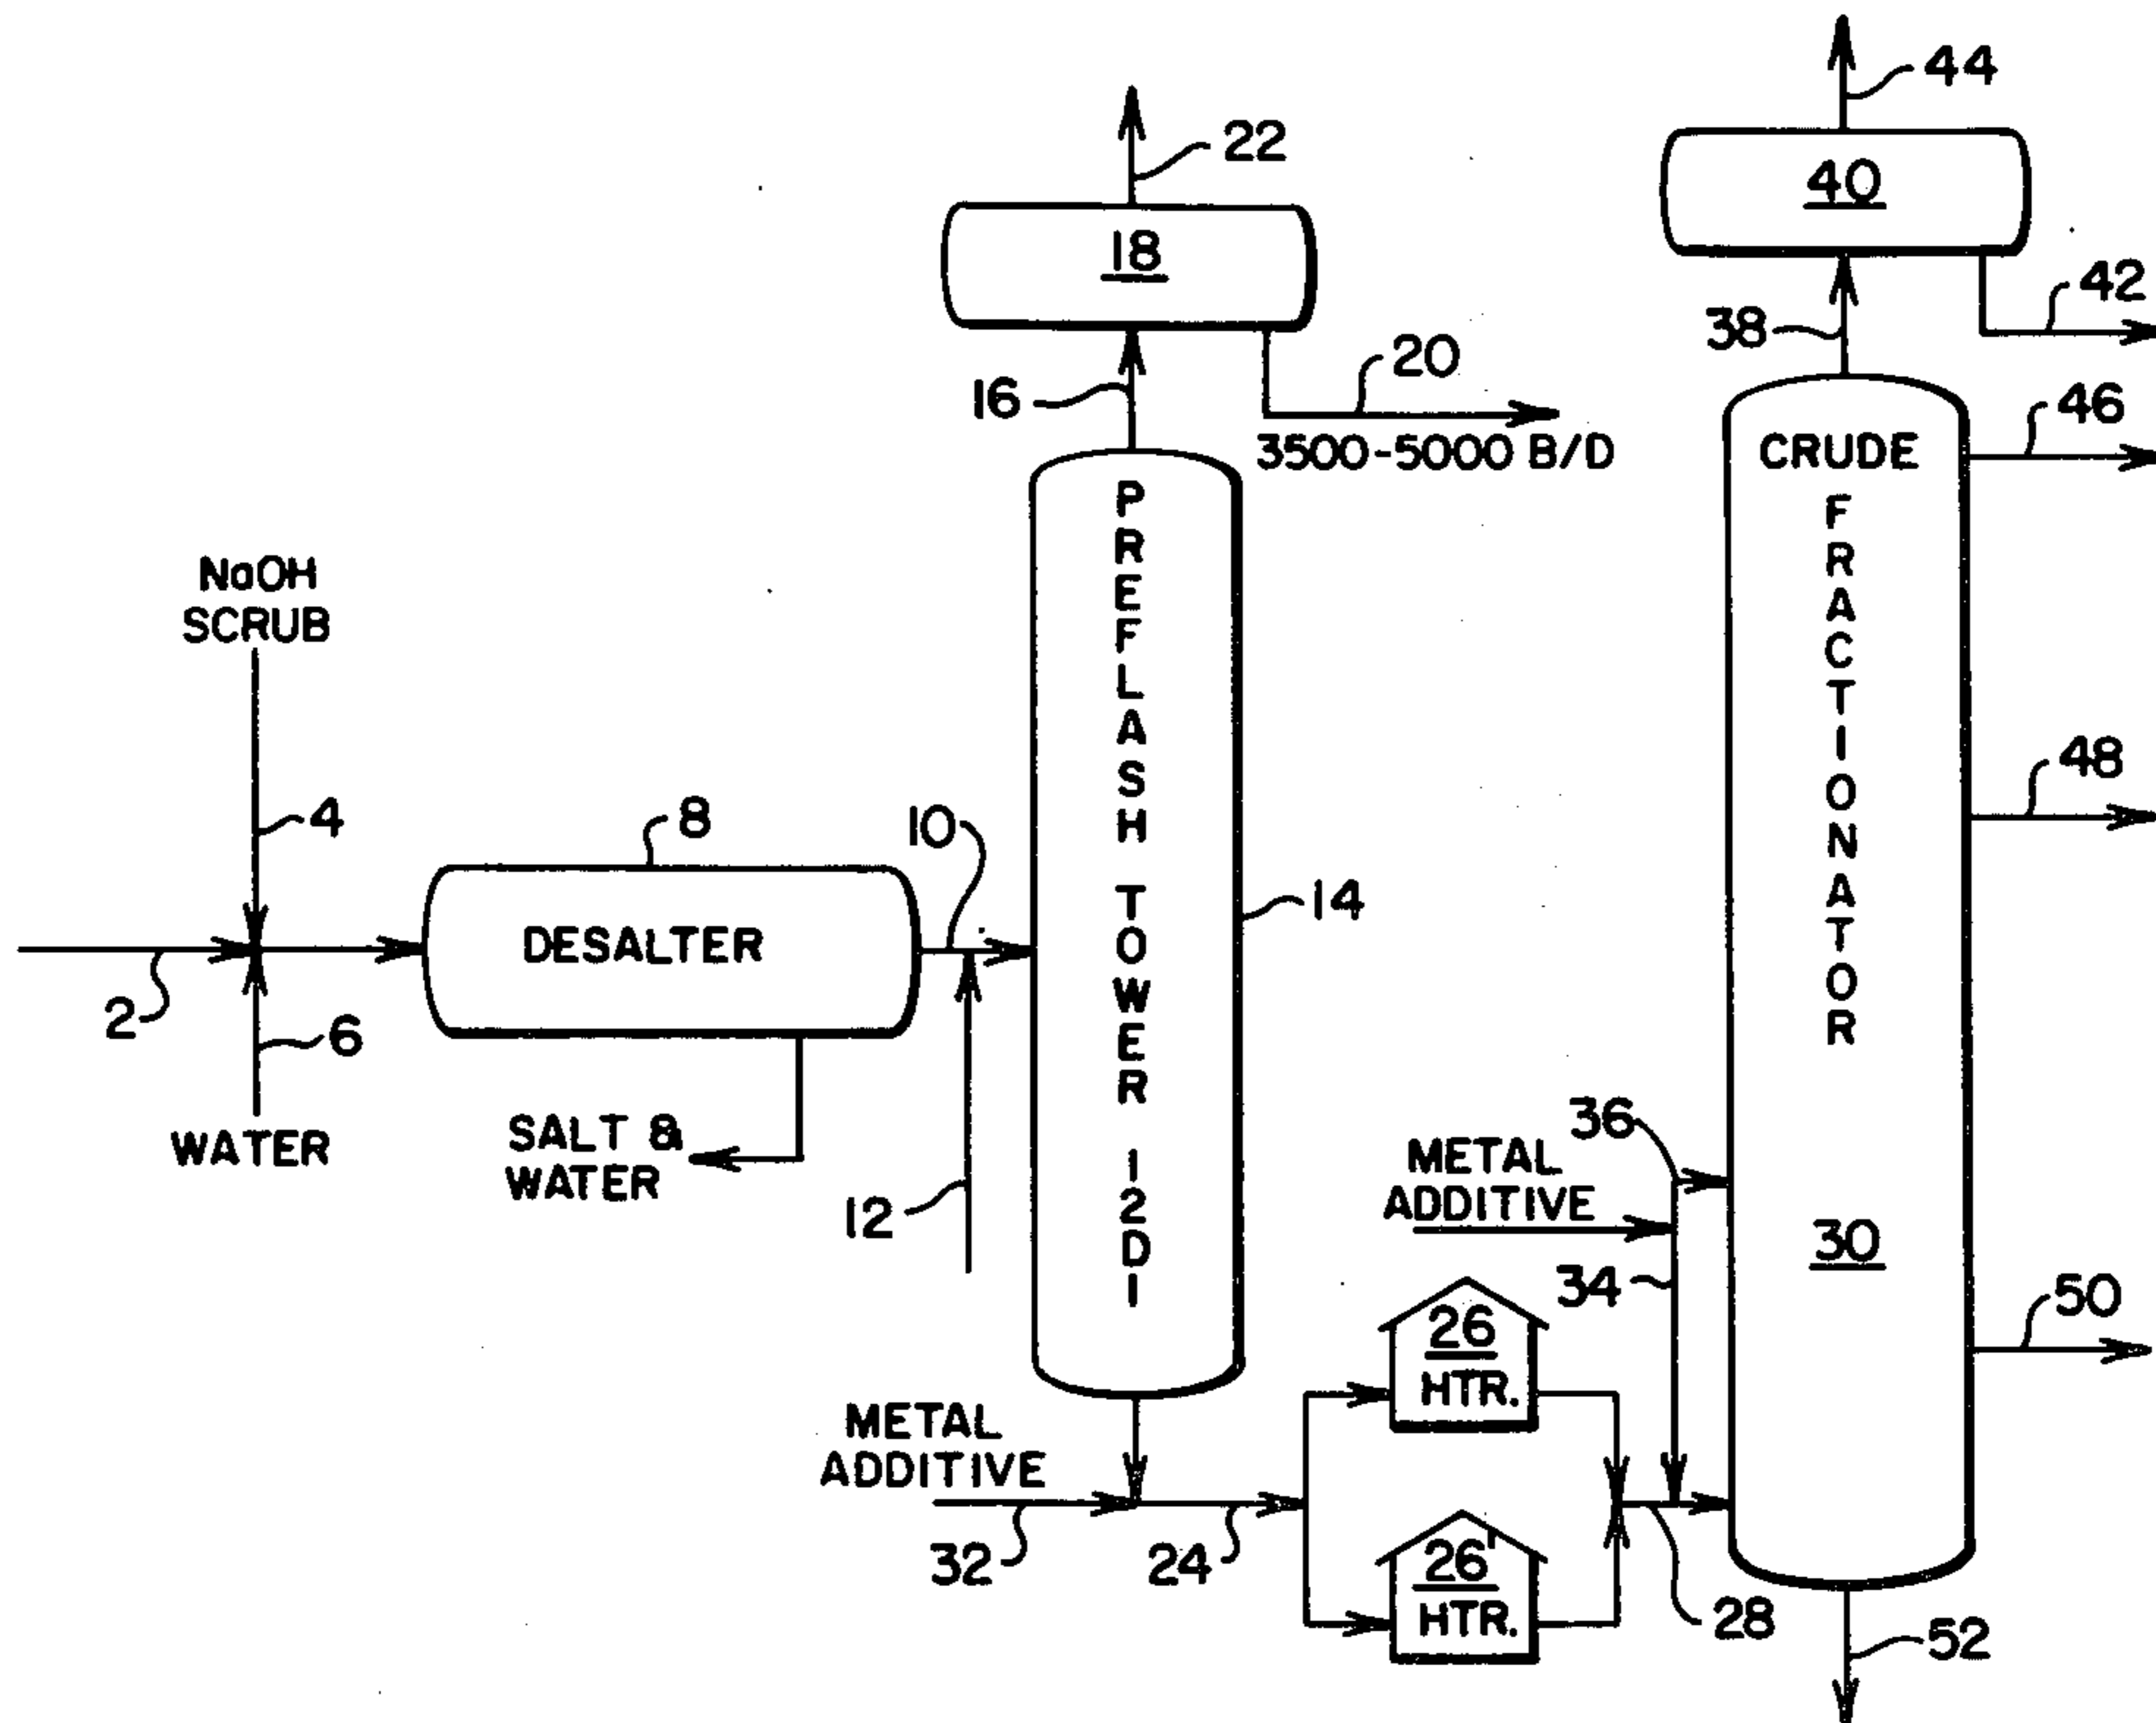 44
22
40
18
42
38
20
16
46
3500-5000 B/D
CRUDE
FRACTIONATOR
PREFLASH TOWER 12D1
NaOH
SCRUB
48
4
8
10
14
DESALTER
2
6
WATER
SALT &
WATER
12
36
METAL
ADDITIVE
30
34
50
26
HTR.
METAL
ADDITIVE
32
24
26'
HTR.
28
52